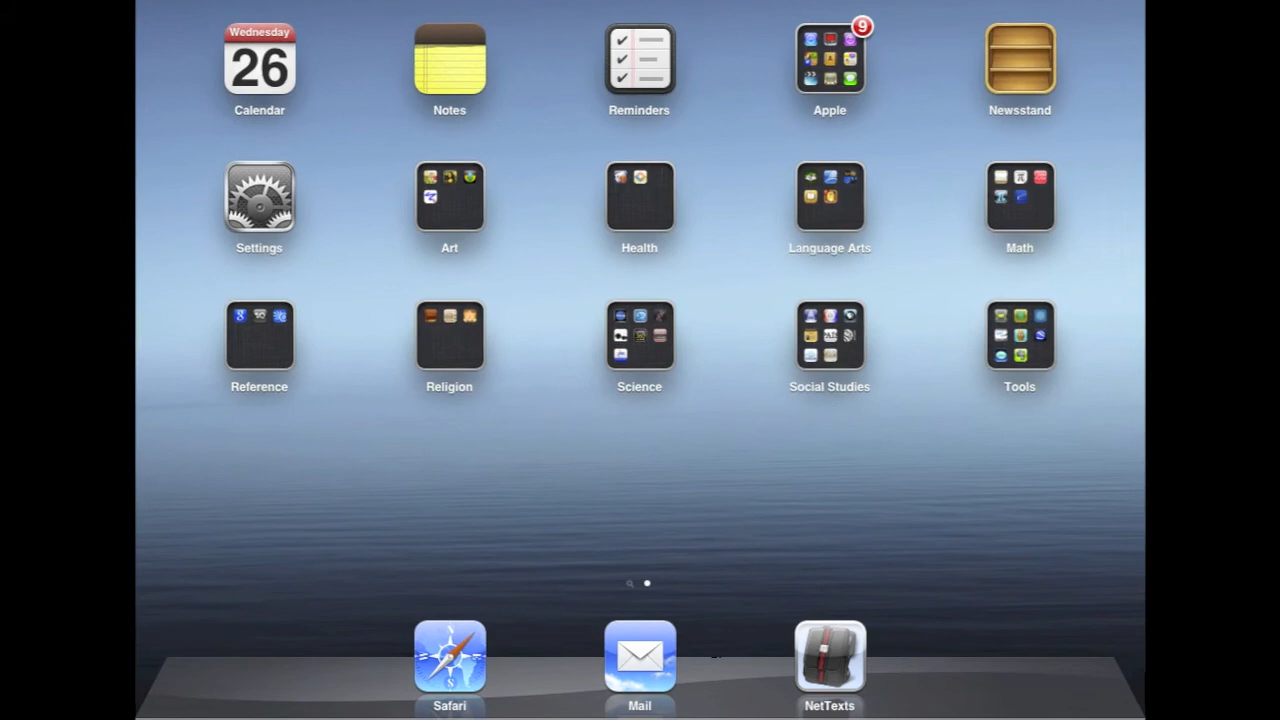 Wednesday
26
9
Calendar Notes Reminders Apple Newsstand
Settings Art Health Language Arts Math
Reference Religion Science Social Studies Tools
Safari Mail NetTexts